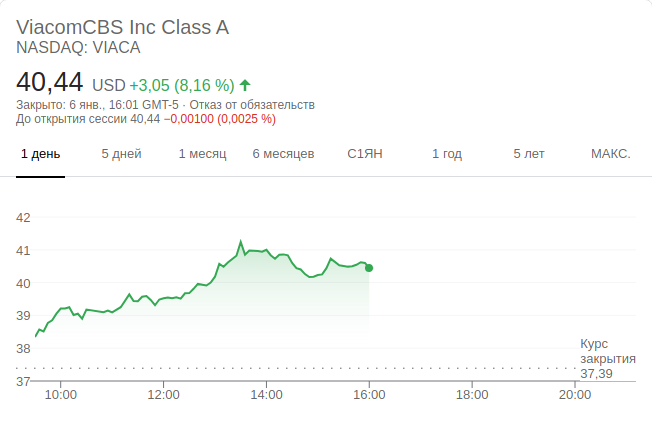 ViacomCBS Inc Class A
NASDAQ: VIACA
40,44 USD +3,05 (8,16 %)
Закрыто: 6 янв., 16:01 GMT-5 · Отказ от обязательств
До открытия сессии 40,44 −0,00100 (0,0025 %)
1 день 5 дней 1 месяц 6 месяцев С1ЯН 1 год 5 лет МАКС.
42
41
40
39
38
Курс
закрытия
37,39
37
10:00 12:00 14:00 16:00 18:00 20:00